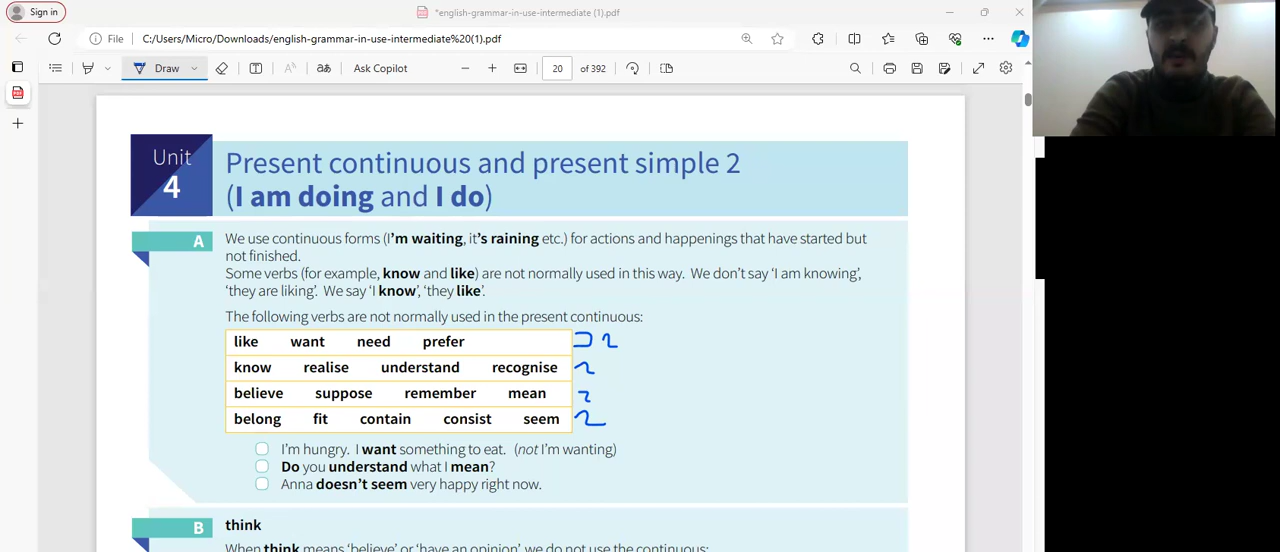 Sign in
*english-grammar-in-use-intermediate (1).pdf
File C:/Users/Micro/Downloads/english-grammar-in-use-intermediate%20(1).pdf
Draw Ask Copilot 20 of 392
Unit
4
Present continuous and present simple 2
(I am doing and I do)
A
We use continuous forms (I'm waiting, it's raining etc.) for actions and happenings that have started but
not finished.
Some verbs (for example, know and like) are not normally used in this way. We don't say 'I am knowing',
'they are liking'. We say 'I know', 'they like'.
The following verbs are not normally used in the present continuous:
like want need prefer
know realise understand recognise
believe suppose remember mean
belong fit contain consist seem
I'm hungry. I want something to eat. (not I'm wanting)
Do you understand what I mean?
Anna doesn't seem very happy right now.
B
think
When think means 'believe' or 'have an opinion', we do not use the continuous: